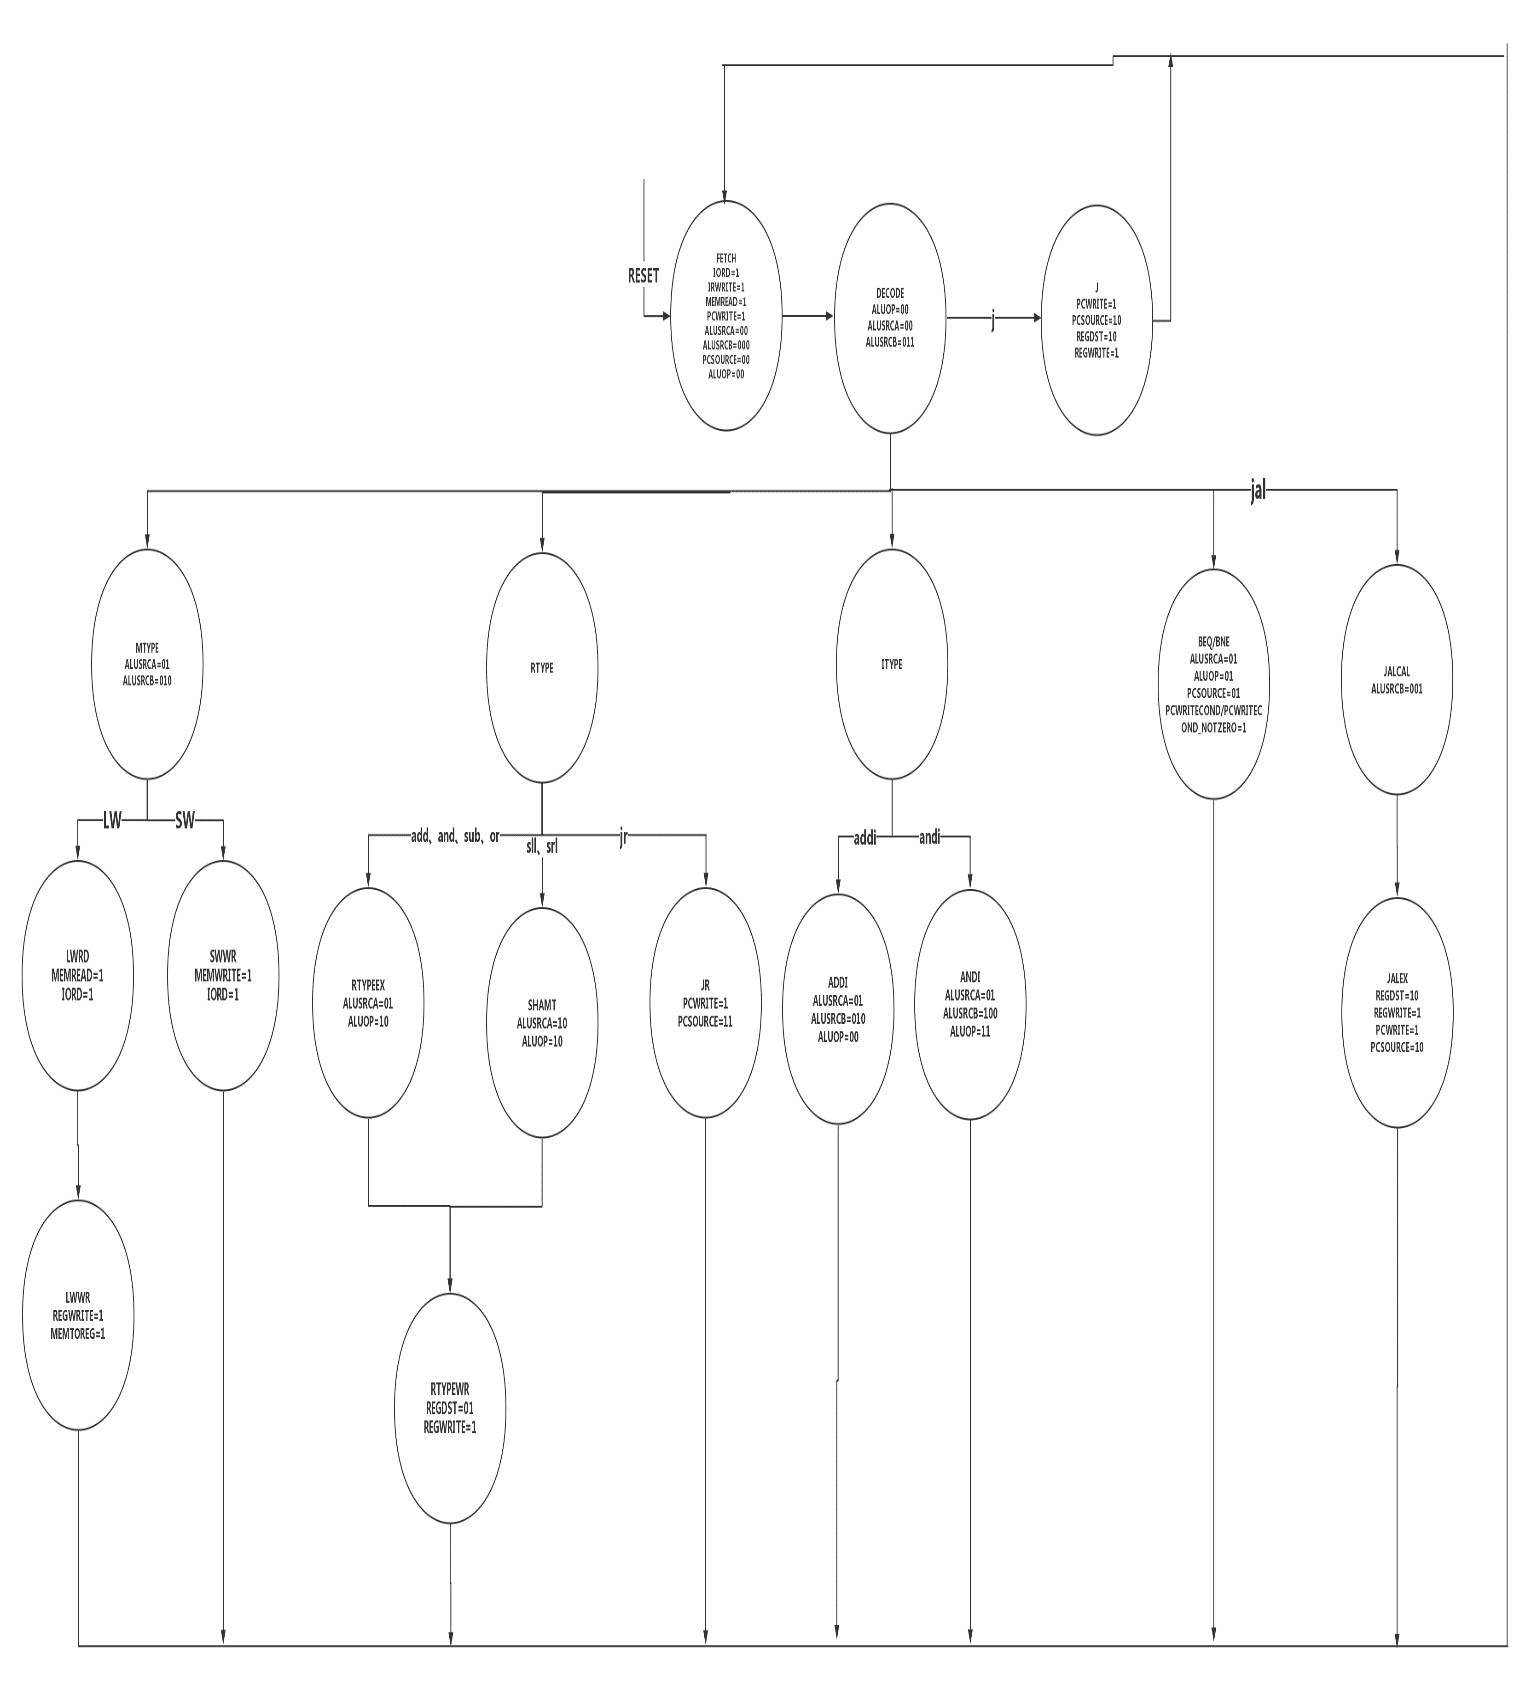 RESET
FETCH
IORD=1
IRWRITE=1
MEMREAD=1
PCWRITE=1
ALUSRCA=00
ALUSRCB=000
PCSOURCE=00
ALUOP=00
DECODE
ALUOP=00
ALUSRCA=00
ALUSRCB=011
j
J
PCWRITE=1
PCSOURCE=10
REGDST=10
REGWRITE=1
jal
MTYPE
ALUSRCA=01
ALUSRCB=010
RTYPE
ITYPE
BEQ/BNE
ALUSRCA=01
ALUOP=01
PCSOURCE=01
PCWRITECOND/PCWRITEC
OND_NOTZERO=1
JALCAL
ALUSRCB=001
LW
SW
add、and、sub、or
sll、srl
jr
addi
andi
LWRD
MEMREAD=1
IORD=1
SWWR
MEMWRITE=1
IORD=1
RTYPEEX
ALUSRCA=01
ALUOP=10
SHAMT
ALUSRCA=10
ALUOP=10
JR
PCWRITE=1
PCSOURCE=11
ADDI
ALUSRCA=01
ALUSRCB=010
ALUOP=00
ANDI
ALUSRCA=01
ALUSRCB=100
ALUOP=11
JALEX
REGDST=10
REGWRITE=1
PCWRITE=1
PCSOURCE=10
LWWR
REGWRITE=1
MEMTOREG=1
RTYPEWR
REGDST=01
REGWRITE=1